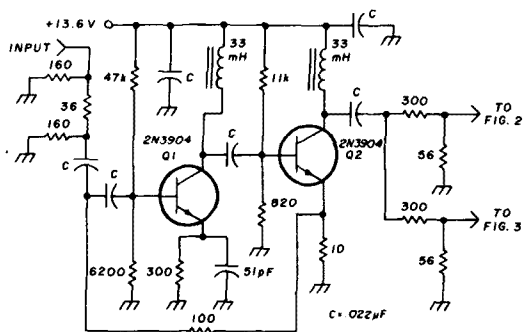 +13.6V
INPUT
160
36
160
47k
C
33
mH
11k
33
mH
C
C
C
C
2N3904
Q1
C
2N3904
Q2
C
300
TO
FIG. 2
56
300
TO
FIG. 3
56
6200
300
51pF
820
10
100
C = .022µF